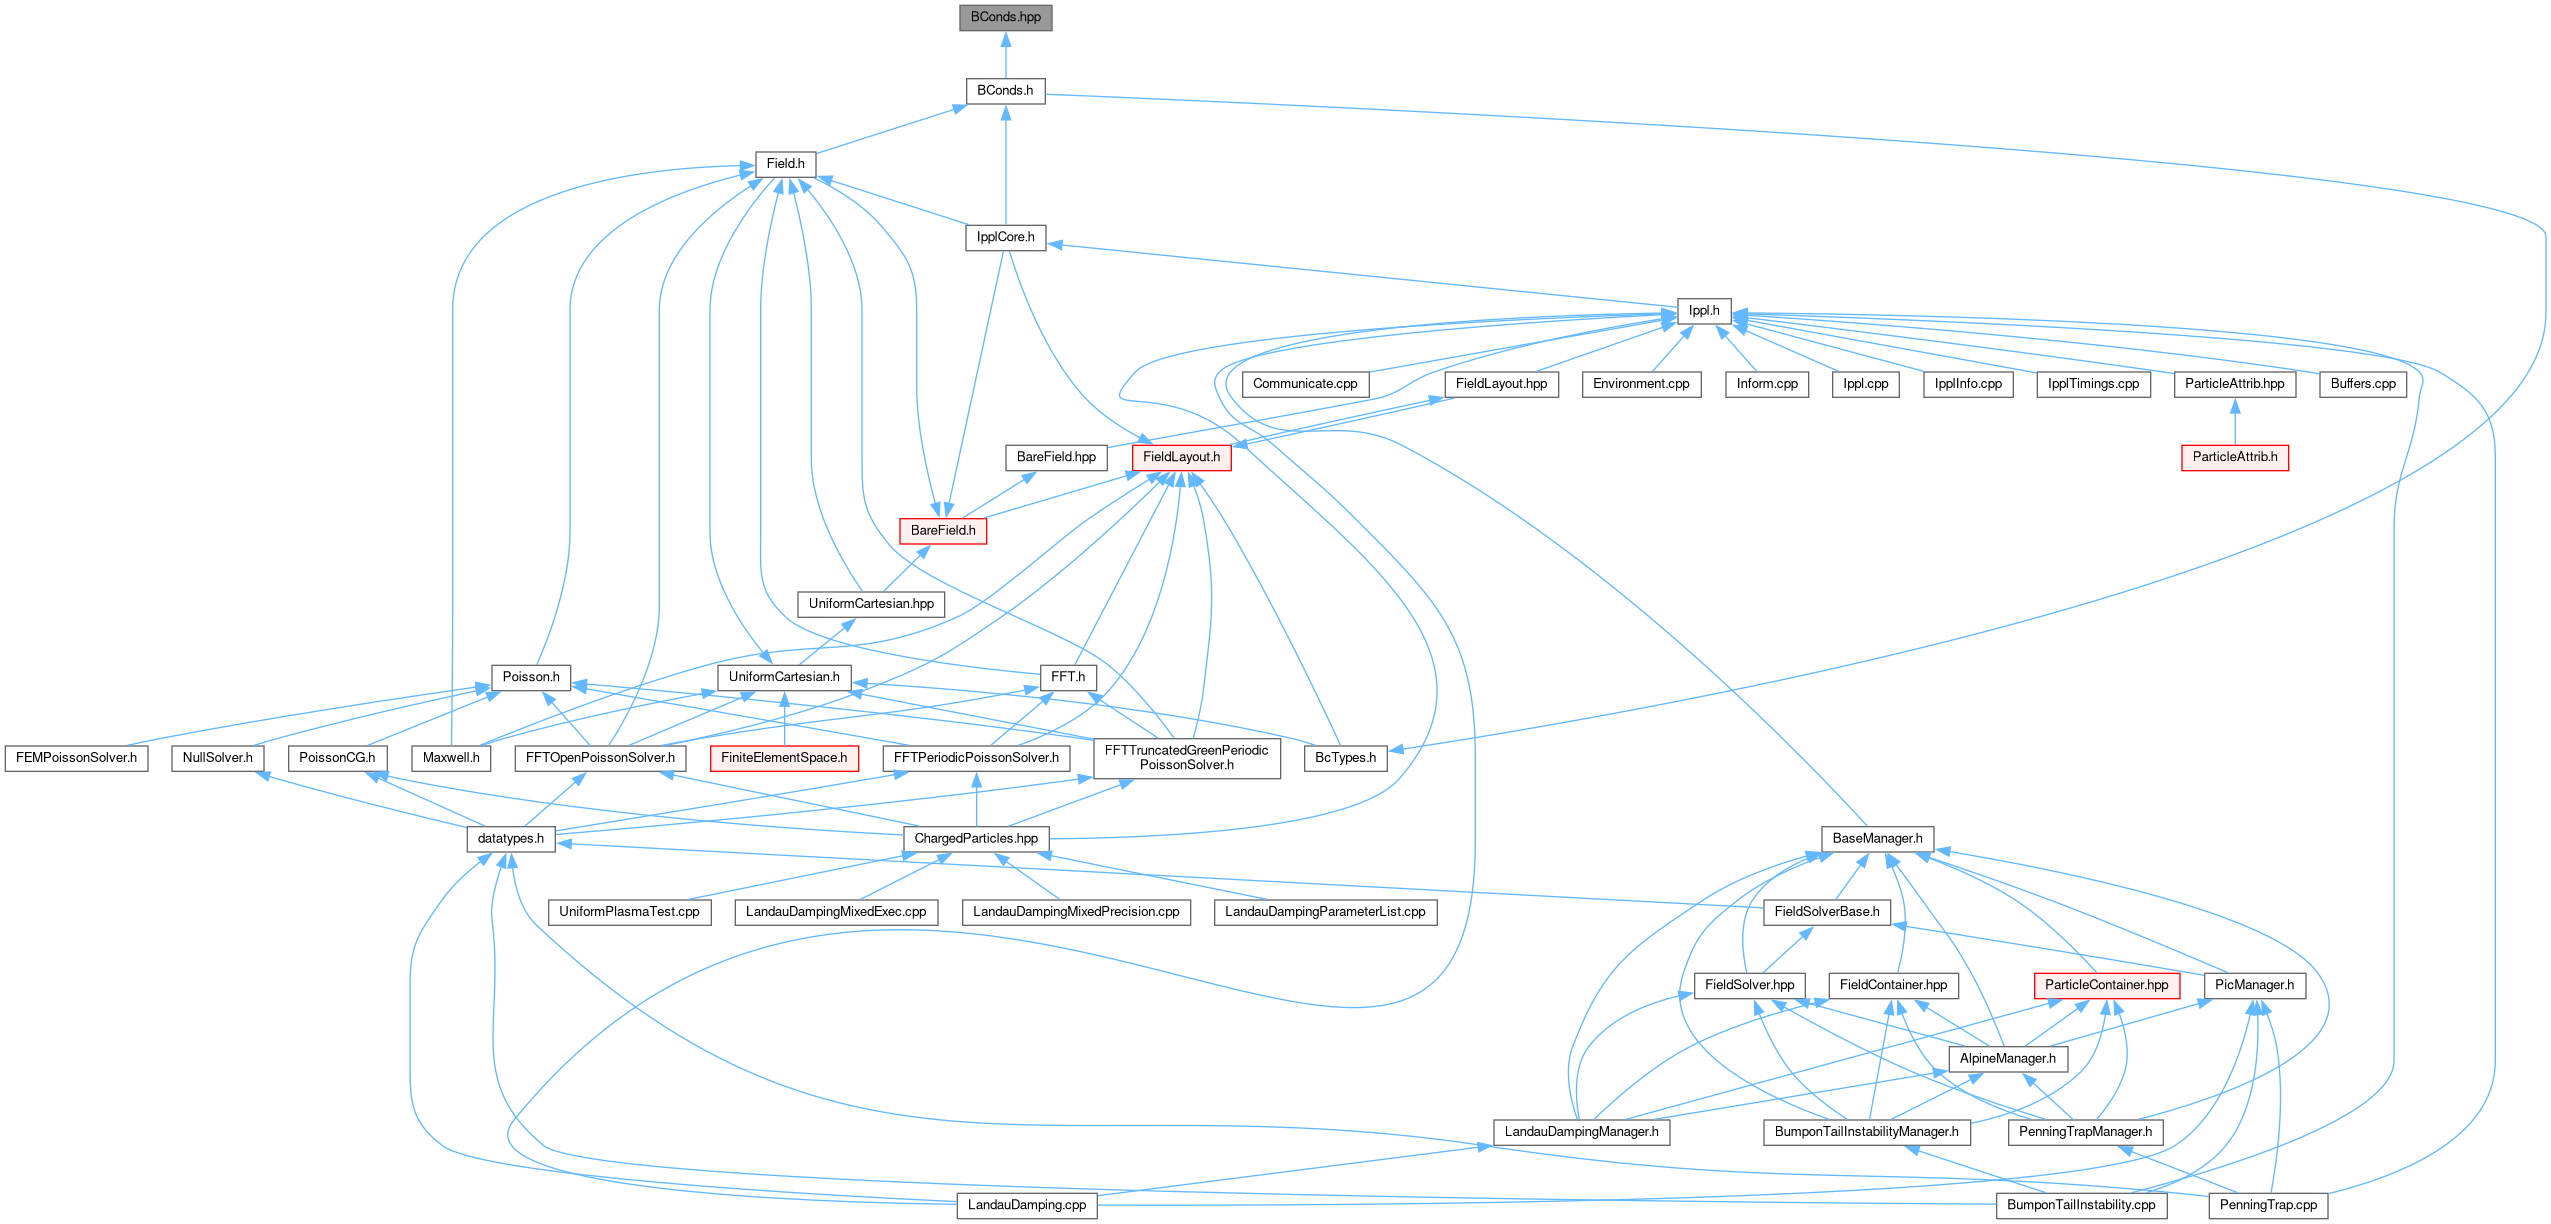 BConds.hpp
BConds.h
Field.h
IpplCore.h
Ippl.h
Communicate.cpp
FieldLayout.hpp
Environment.cpp
Inform.cpp
Ippl.cpp
IpplInfo.cpp
IpplTimings.cpp
ParticleAttrib.hpp
Buffers.cpp
BareField.hpp
FieldLayout.h
ParticleAttrib.h
BareField.h
UniformCartesian.hpp
Poisson.h
UniformCartesian.h
FFT.h
FEMPoissonSolver.h
NullSolver.h
PoissonCG.h
Maxwell.h
FFTOpenPoissonSolver.h
FiniteElementSpace.h
FFTPeriodicPoissonSolver.h
FFTTruncatedGreenPeriodic
PoissonSolver.h
BcTypes.h
datatypes.h
ChargedParticles.hpp
BaseManager.h
UniformPlasmaTest.cpp
LandauDampingMixedExec.cpp
LandauDampingMixedPrecision.cpp
LandauDampingParameterList.cpp
FieldSolverBase.h
FieldSolver.hpp
FieldContainer.hpp
ParticleContainer.hpp
PicManager.h
AlpineManager.h
LandauDampingManager.h
BumponTailInstabilityManager.h
PenningTrapManager.h
LandauDamping.cpp
BumponTailInstability.cpp
PenningTrap.cpp